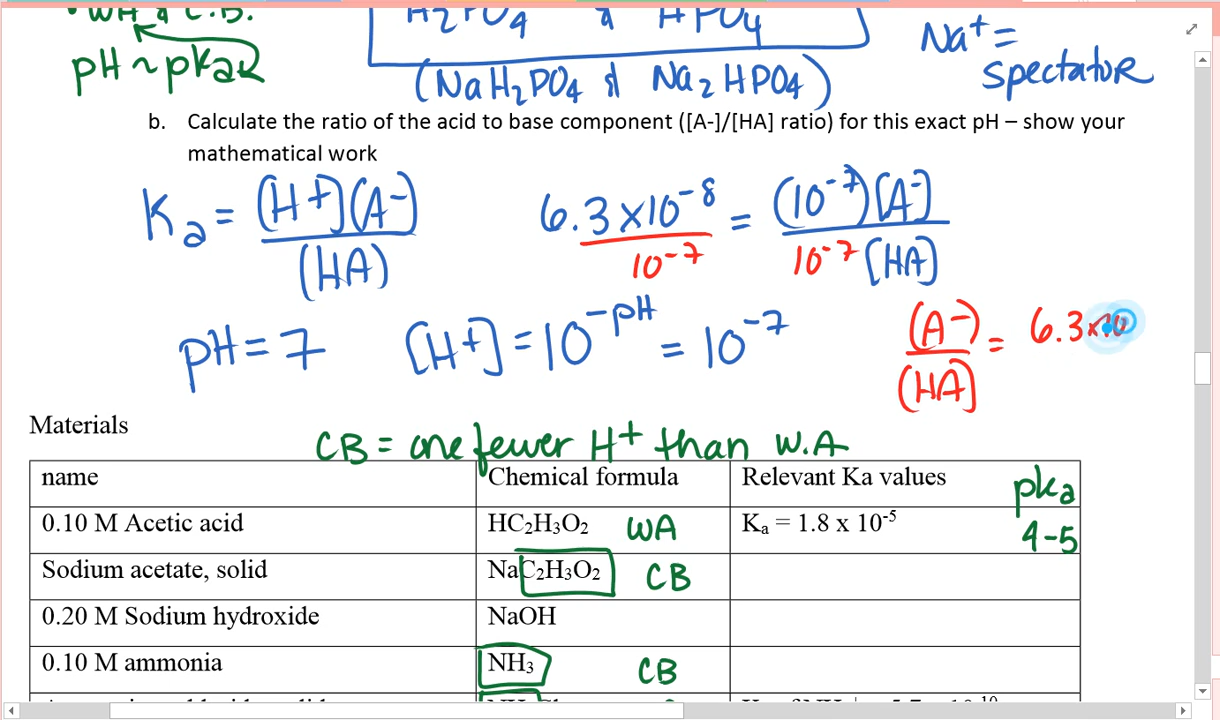 • WA & C.B.
pH ~ pKa
H2PO4 & HPO4
(NaH2PO4 & Na2HPO4)
Na+ =
spectator
b. Calculate the ratio of the acid to base component ([A-]/[HA] ratio) for this exact pH – show your
mathematical work
Ka = (H+)(A-) / (HA)
6.3 x 10-8 / 10-7 = (10-7)[A-] / 10-7 [HA]
pH = 7 [H+] = 10-pH = 10-7
(A-) / (HA] = 6.3 x 10
Materials
CB = one fewer H+ than W.A
name Chemical formula Relevant Ka values pka
0.10 M Acetic acid HC2H3O2 WA Ka = 1.8 x 10-5 4-5
Sodium acetate, solid NaC2H3O2 CB
0.20 M Sodium hydroxide NaOH
0.10 M ammonia NH3 CB